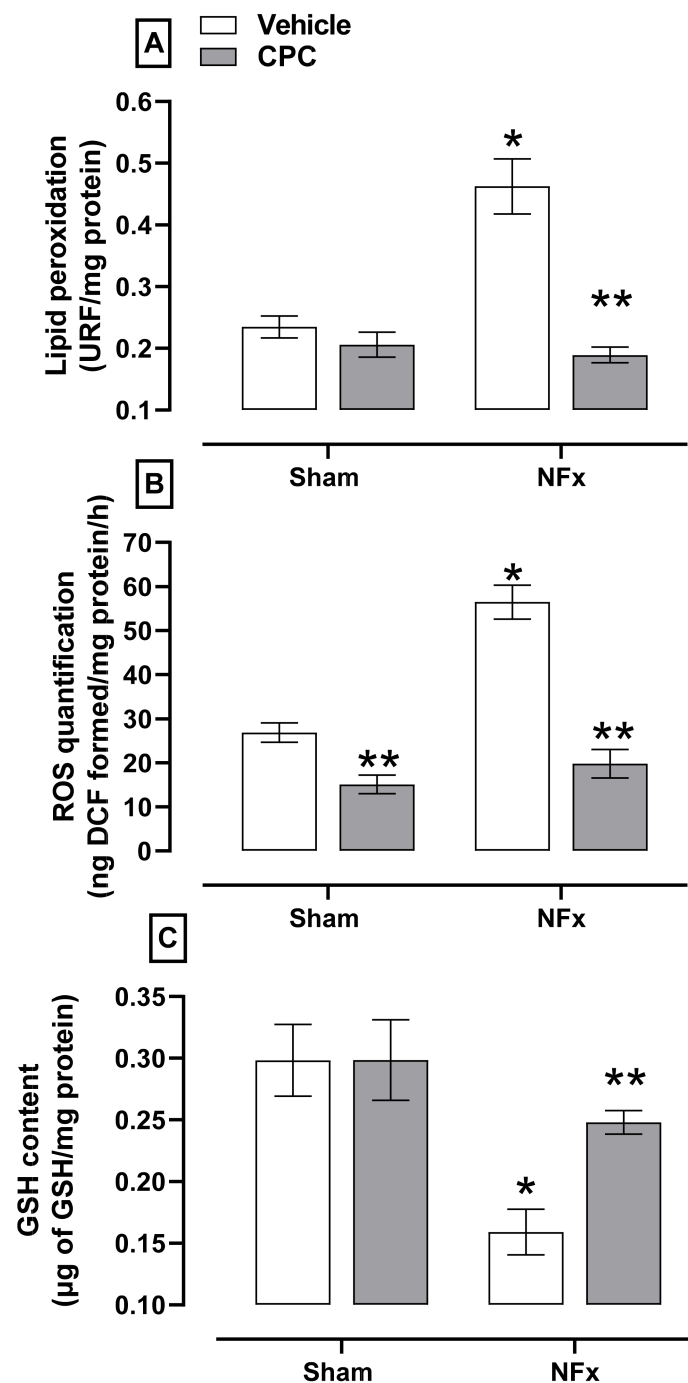 A
Vehicle
CPC
Lipid peroxidation
(URF/mg protein)
0.6
0.5
0.4
0.3
0.2
0.1
*
**
Sham
NFx
B
ROS quantification
(ng DCF formed/mg protein/h)
70
60
50
40
30
20
10
0
**
*
**
Sham
NFx
C
GSH content
(µg of GSH/mg protein)
0.35
0.30
0.25
0.20
0.15
0.10
*
**
Sham
NFx